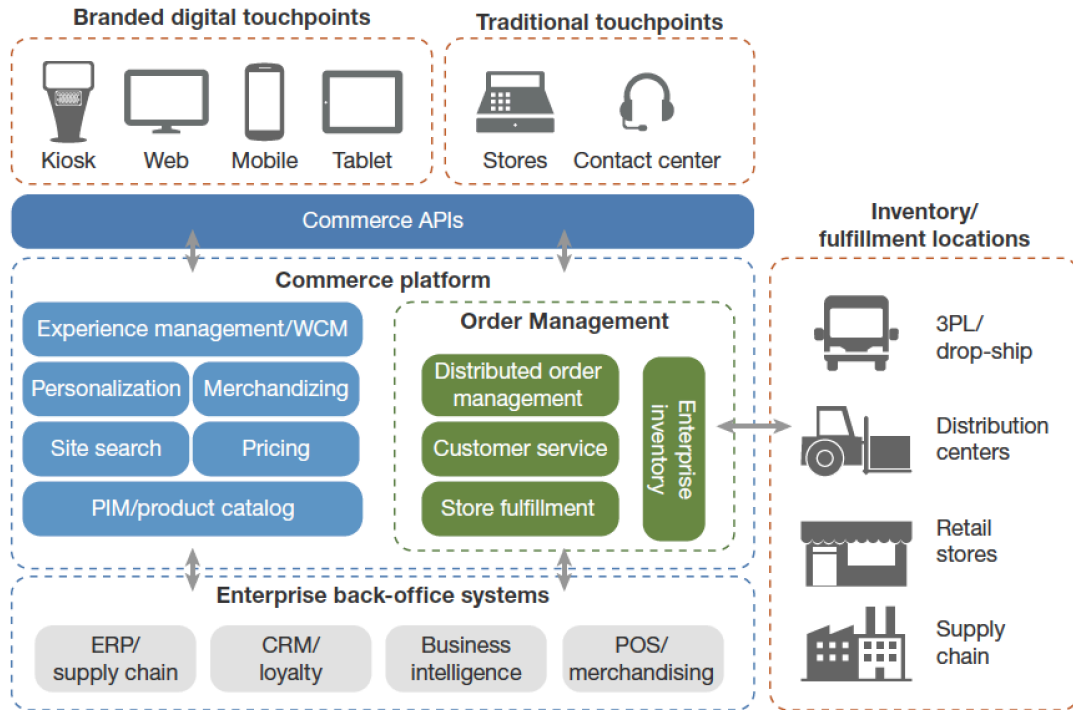 Branded digital touchpoints
Traditional touchpoints
Kiosk
Web
Mobile
Tablet
Stores
Contact center
Commerce APIs
Commerce platform
Experience management/WCM
Personalization
Merchandizing
Site search
Pricing
PIM/product catalog
Order Management
Distributed order
management
Customer service
Store fulfillment
Enterprise
inventory
Enterprise back-office systems
ERP/
supply chain
CRM/
loyalty
Business
intelligence
POS/
merchandising
Inventory/
fulfillment locations
3PL/
drop-ship
Distribution
centers
Retail
stores
Supply
chain